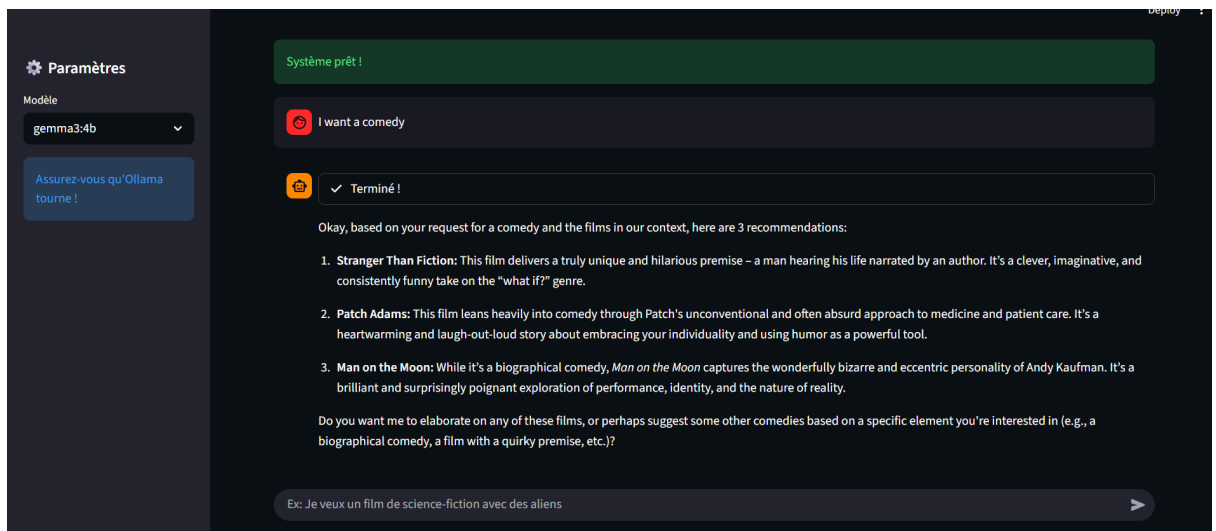 Deploy
Paramètres
Modèle
gemma3:4b
Assurez-vous qu'Ollama
tourne !
Système prêt !
I want a comedy
Terminé !
Okay, based on your request for a comedy and the films in our context, here are 3 recommendations:
1. Stranger Than Fiction: This film delivers a truly unique and hilarious premise – a man hearing his life narrated by an author. It's a clever, imaginative, and
consistently funny take on the “what if?” genre.
2. Patch Adams: This film leans heavily into comedy through Patch's unconventional and often absurd approach to medicine and patient care. It's a
heartwarming and laugh-out-loud story about embracing your individuality and using humor as a powerful tool.
3. Man on the Moon: While it's a biographical comedy, Man on the Moon captures the wonderfully bizarre and eccentric personality of Andy Kaufman. It's a
brilliant and surprisingly poignant exploration of performance, identity, and the nature of reality.
Do you want me to elaborate on any of these films, or perhaps suggest some other comedies based on a specific element you're interested in (e.g., a
biographical comedy, a film with a quirky premise, etc.)?
Ex: Je veux un film de science-fiction avec des aliens